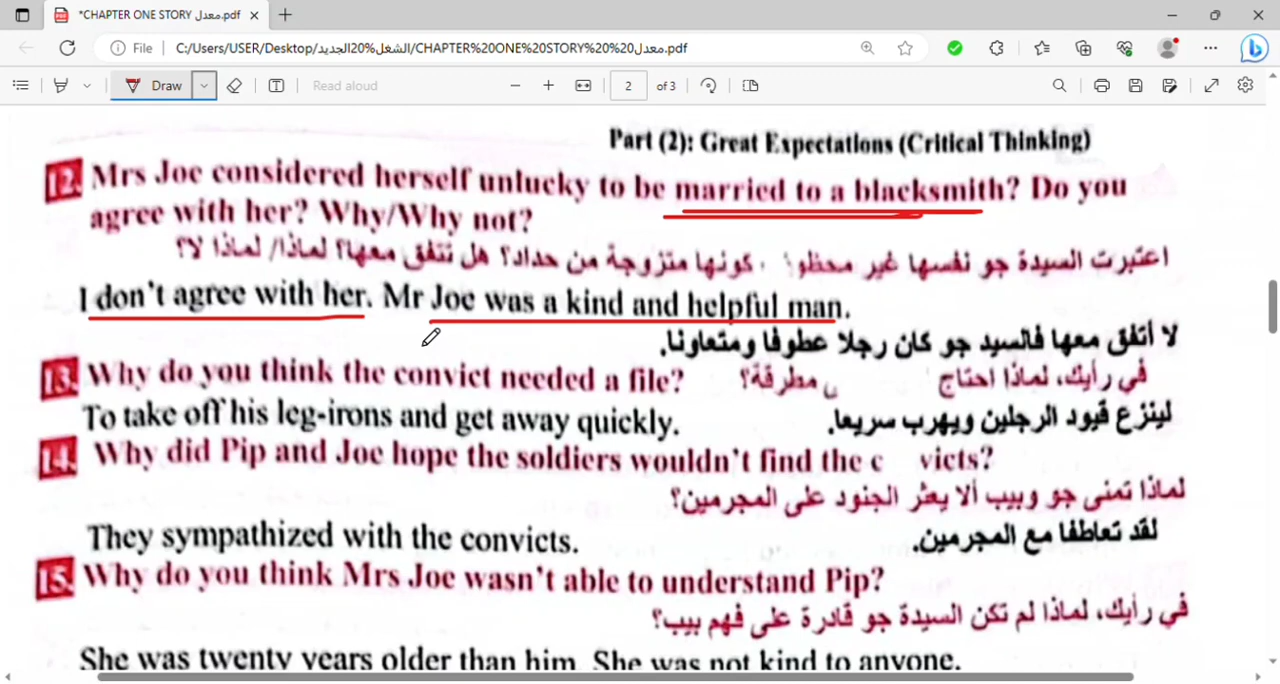 *CHAPTER ONE STORY معدل.pdf
File
C:/Users/USER/Desktop/الشغل%20الجديد/CHAPTER%20ONE%20STORY%20%20معدل.pdf
Draw
Read aloud
2 of 3
Part (2): Great Expectations (Critical Thinking)
12. Mrs Joe considered herself unlucky to be married to a blacksmith? Do you
agree with her? Why/Why not?
اعتبرت السيدة جو نفسها غير كونها متزوجة من حداد؟ هل تتفق معها؟ لماذا/ لماذا لا؟
I don't agree with her. Mr Joe was a kind and helpful man.
لا أتفق معها فالسيد جو كان رجلا عطوفا ومتعاونا.
13. Why do you think the convict needed a file?
في رأيك، لماذا احتاج مطرقة؟
To take off his leg-irons and get away quickly.
لينزع قيود الرجلين ويهرب سريعا.
14. Why did Pip and Joe hope the soldiers wouldn't find the c victs?
لماذا تمنى جو وبيب ألا يعثر الجنود على المجرمين؟
They sympathized with the convicts.
لقد تعاطفا مع المجرمين.
15. Why do you think Mrs Joe wasn't able to understand Pip?
في رأيك، لماذا لم تكن السيدة جو قادرة على فهم بيب؟
She was twenty years older than him. She was not kind to anyone.